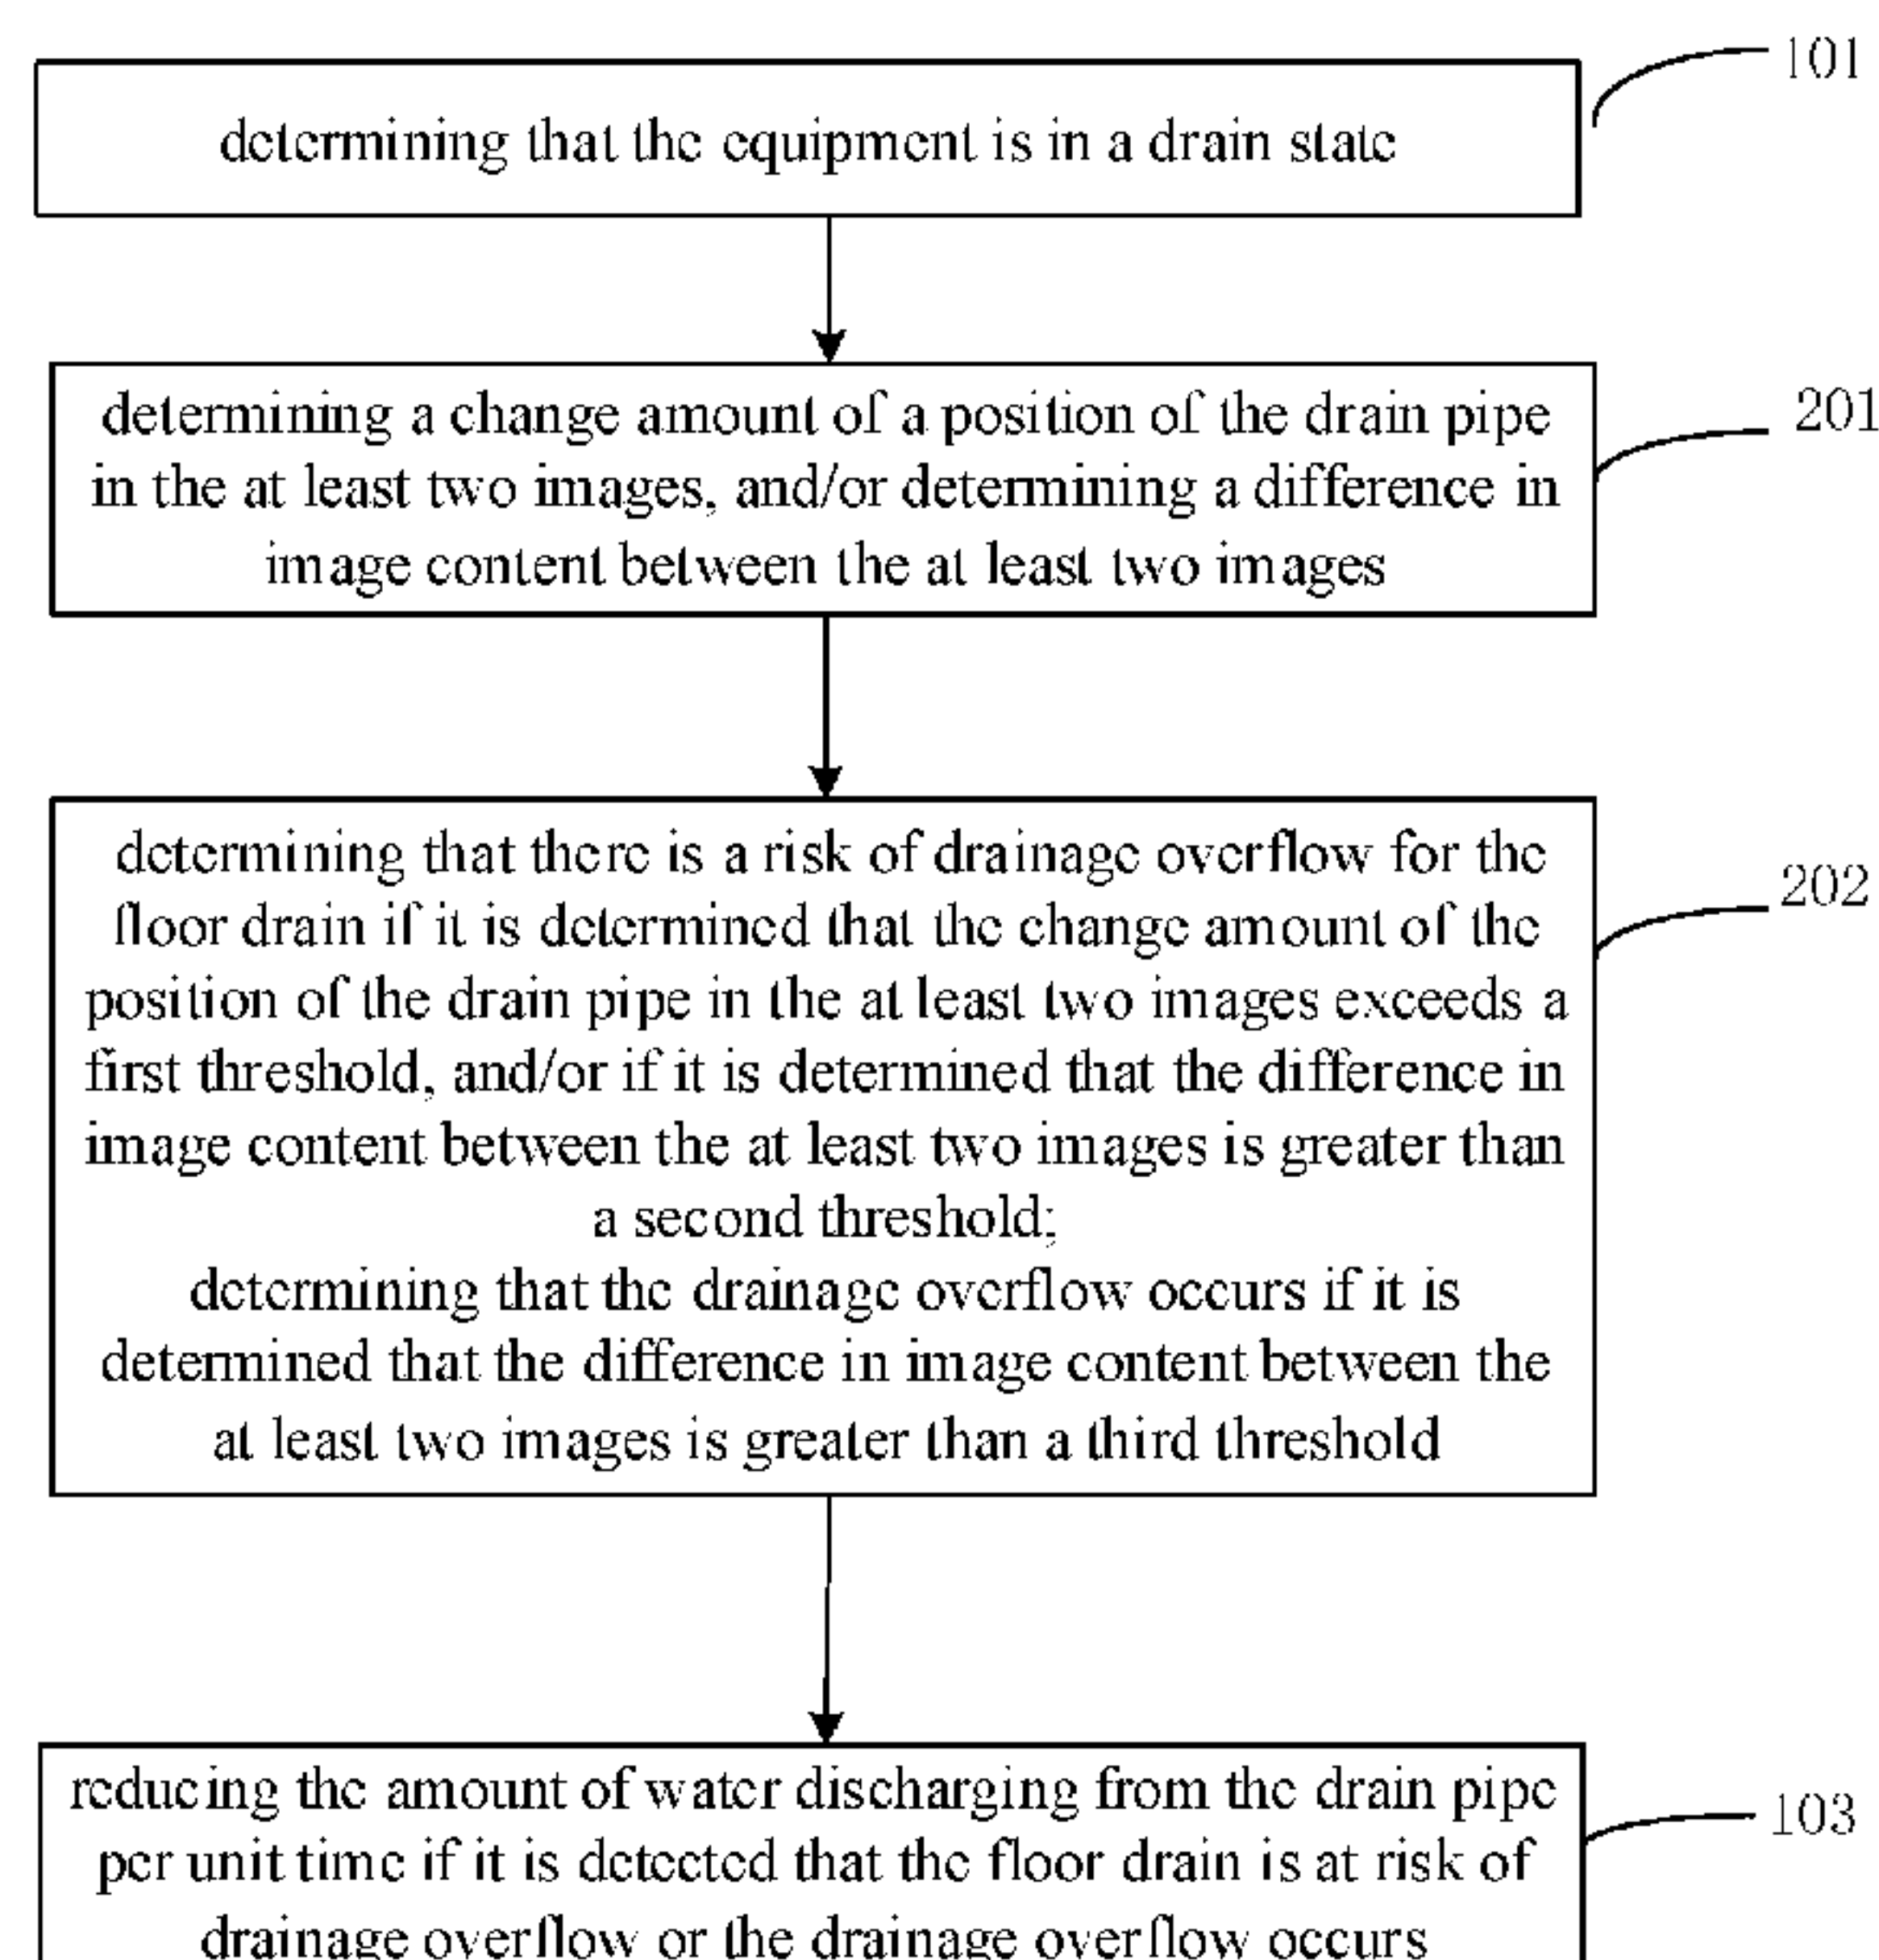 101
determining that the equipment is in a drain state
determining a change amount of a position of the drain pipe
in the at least two images, and/or determining a difference in
image content between the at least two images
201
determining that there is a risk of drainage overflow for the
floor drain if it is determined that the change amount of the
position of the drain pipe in the at least two images exceeds a
first threshold, and/or if it is determined that the difference in
image content between the at least two images is greater than
a second threshold;
determining that the drainage overflow occurs if it is
determined that the difference in image content between the
at least two images is greater than a third threshold
202
reducing the amount of water discharging from the drain pipe
per unit time if it is detected that the floor drain is at risk of
drainage overflow or the drainage overflow occurs
103